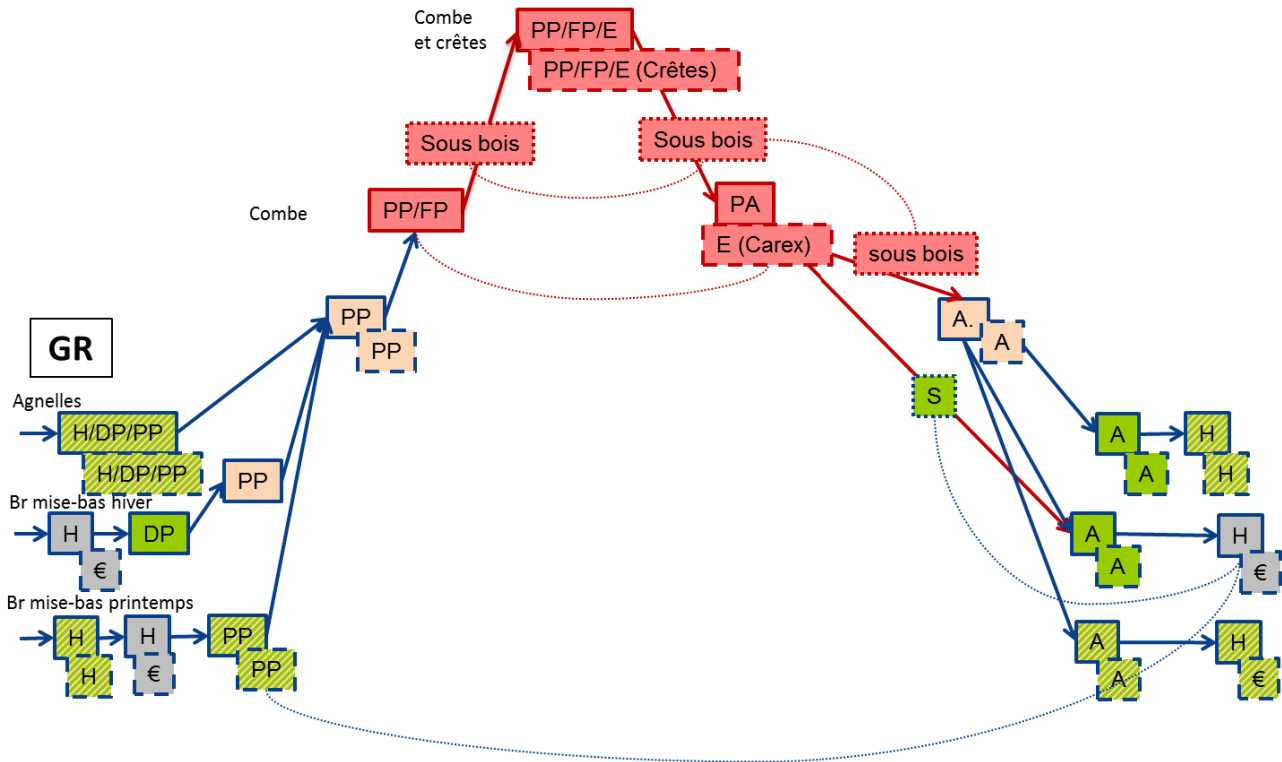 Combe
et crêtes
PP/FP/E
PP/FP/E (Crêtes)
Sous bois
Sous bois
Combe
PP/FP
PA
E (Carex)
sous bois
PP
PP
A.
A
GR
Agnelles
H/DP/PP
H/DP/PP
PP
S
A
A
H
H
Br mise-bas hiver
H
€
DP
A
A
H
€
Br mise-bas printemps
H
H
H
€
PP
PP
A
A
H
€